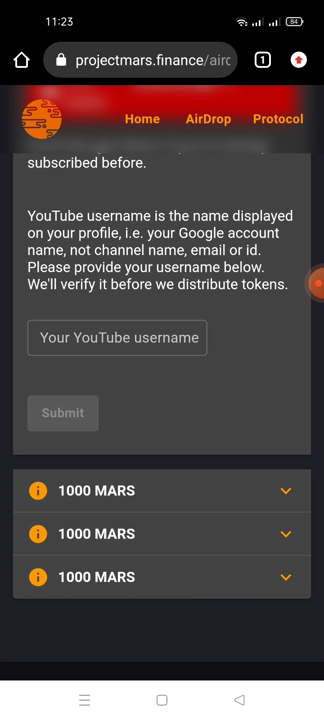 11:23
84
projectmars.finance/airc
1
Home
AirDrop
Protocol
subscribed before.
YouTube username is the name displayed
on your profile, i.e. your Google account
name, not channel name, email or id.
Please provide your username below.
We'll verify it before we distribute tokens.
Your YouTube username
Submit
1000 MARS
1000 MARS
1000 MARS